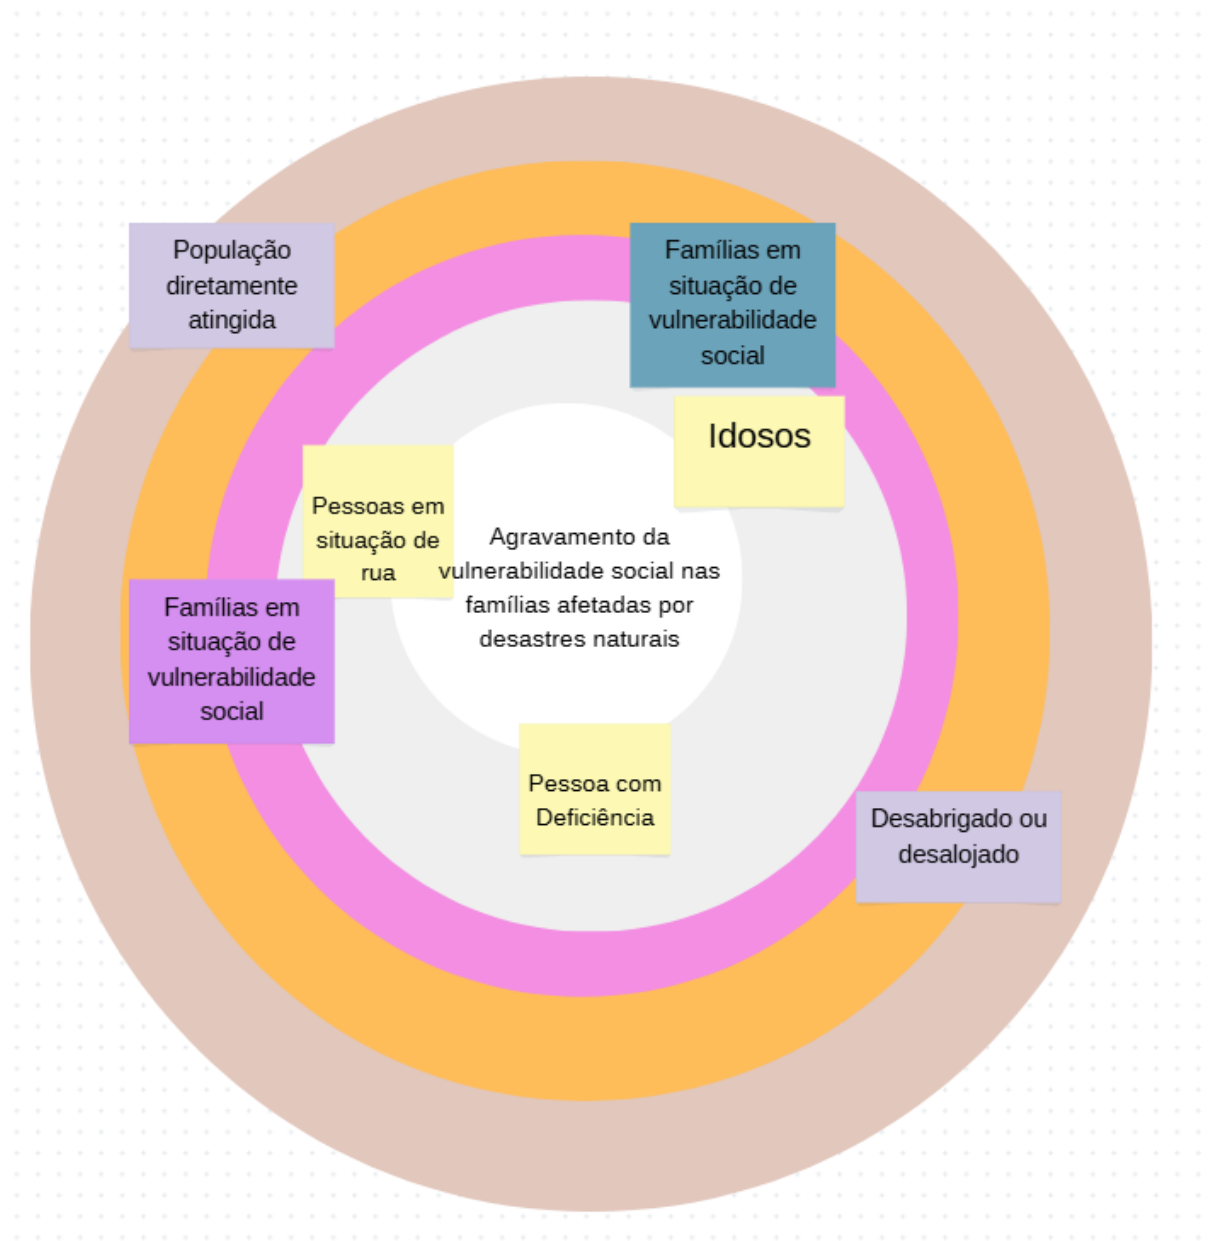 População
diretamente
atingida
Famílias em
situação de
vulnerabilidade
social
Idosos
Pessoas em
situação de
rua
Agravamento da
vulnerabilidade social nas
famílias afetadas por
desastres naturais
Famílias em
situação de
vulnerabilidade
social
Pessoa com
Deficiência
Desabrigado ou
desalojado